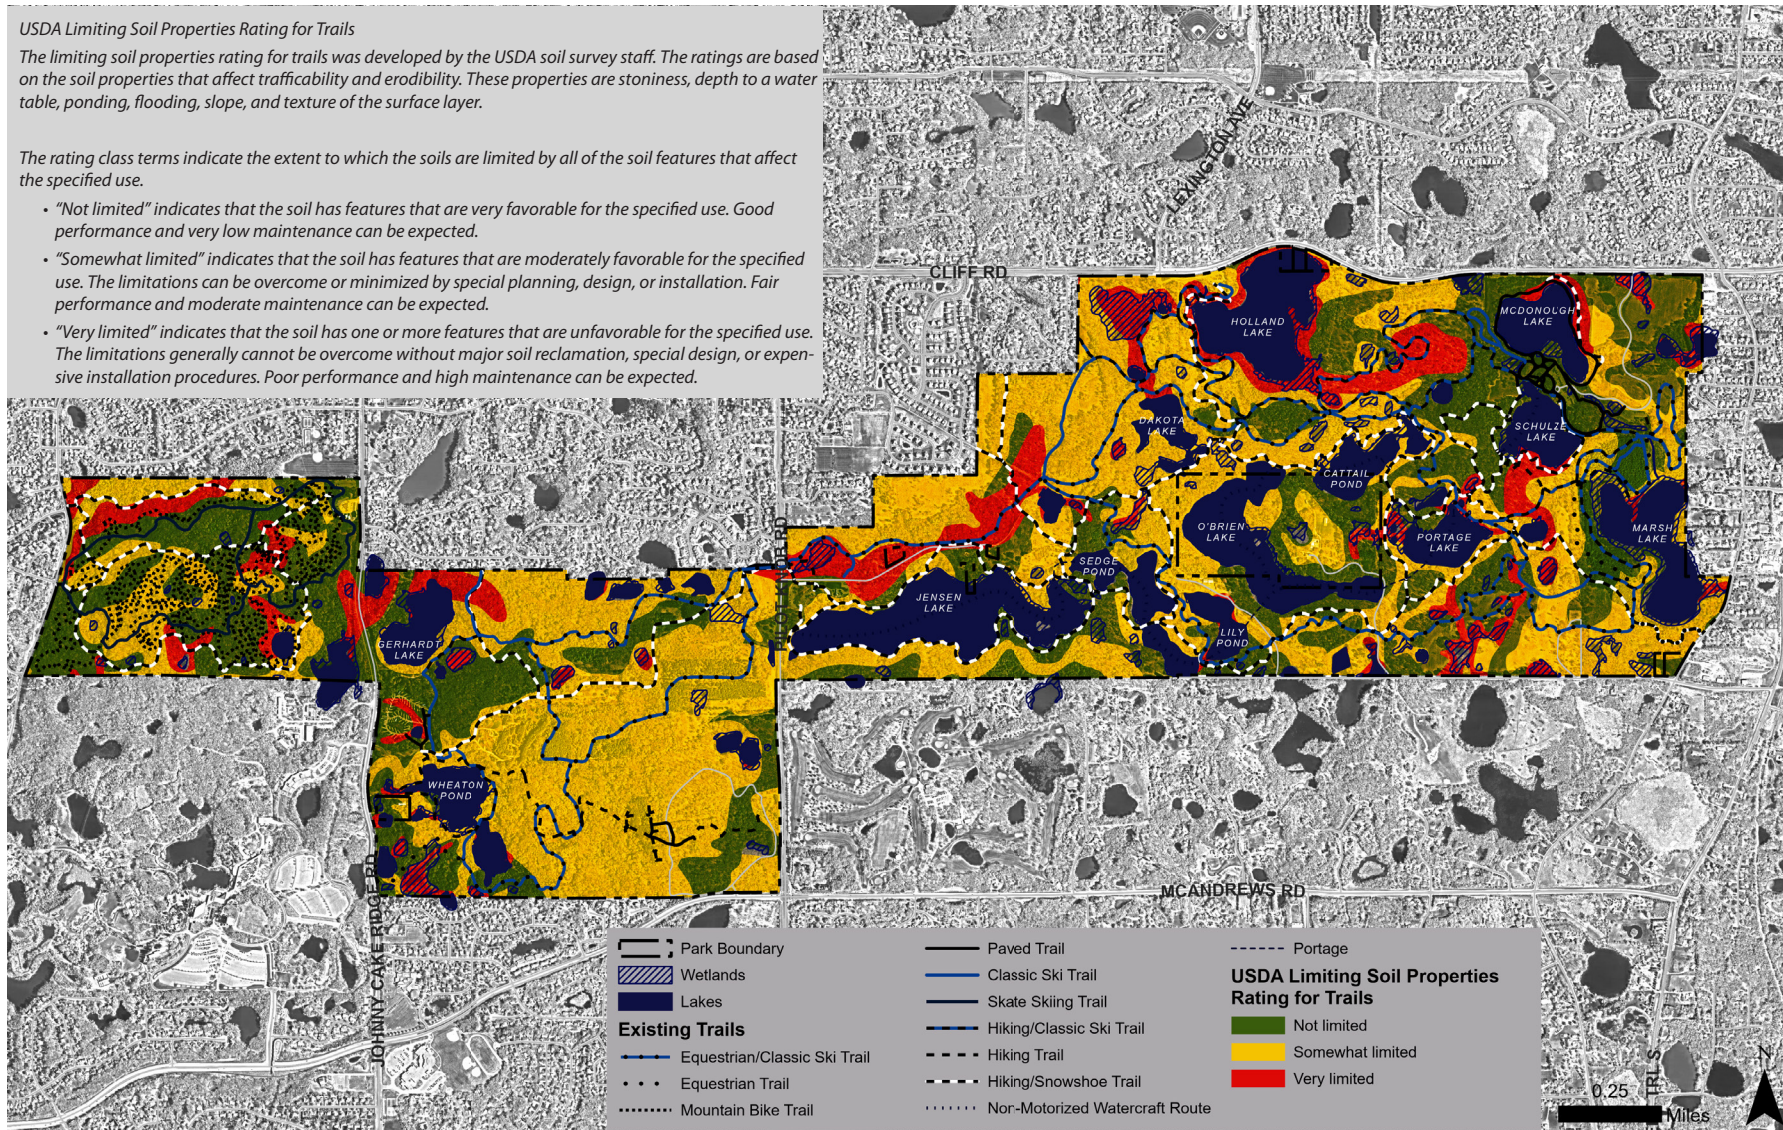 USDA Limiting Soil Properties Rating for Trails
The limiting soil properties rating for trails was developed by the USDA soil survey staff. The ratings are based
on the soil properties that affect trafficability and erodibility. These properties are stoniness, depth to a water
table, ponding, flooding, slope, and texture of the surface layer.
The rating class terms indicate the extent to which the soils are limited by all of the soil features that affect
the specified use.
• “Not limited” indicates that the soil has features that are very favorable for the specified use. Good
performance and very low maintenance can be expected.
• “Somewhat limited” indicates that the soil has features that are moderately favorable for the specified
use. The limitations can be overcome or minimized by special planning, design, or installation. Fair
performance and moderate maintenance can be expected.
• “Very limited” indicates that the soil has one or more features that are unfavorable for the specified use.
The limitations generally cannot be overcome without major soil reclamation, special design, or expen-
sive installation procedures. Poor performance and high maintenance can be expected.
LEXINGTON AVE
CLIFF RD
HOLLAND
LAKE
MCDONOUGH
LAKE
DAKOTA
LAKE
SCHULZE
LAKE
CATTAIL
POND
O'BRIEN
LAKE
PORTAGE
LAKE
MARSH
LAKE
PILOT KNOB RD
SEDGE
POND
JENSEN
LAKE
LILY
POND
GERHARDT
LAKE
WHEATON
POND
JOHNNY CAKE RIDGE RD
MCANDREWS RD
Park Boundary
Wetlands
Lakes
Existing Trails
Equestrian/Classic Ski Trail
Equestrian Trail
Mountain Bike Trail
Paved Trail
Classic Ski Trail
Skate Skiing Trail
Hiking/Classic Ski Trail
Hiking Trail
Hiking/Snowshoe Trail
Non-Motorized Watercraft Route
Portage
USDA Limiting Soil Properties
Rating for Trails
Not limited
Somewhat limited
Very limited
TRLS
N
0.25
Miles